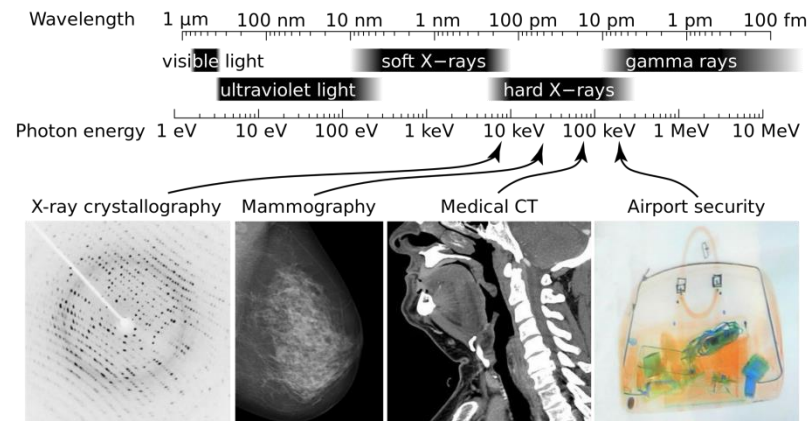 Wavelength 1 µm 100 nm 10 nm 1 nm 100 pm 10 pm 1 pm 100 fm
visible light soft X−rays gamma rays
ultraviolet light hard X−rays
Photon energy 1 eV 10 eV 100 eV 1 keV 10 keV 100 keV 1 MeV 10 MeV
X-ray crystallography Mammography Medical CT Airport security